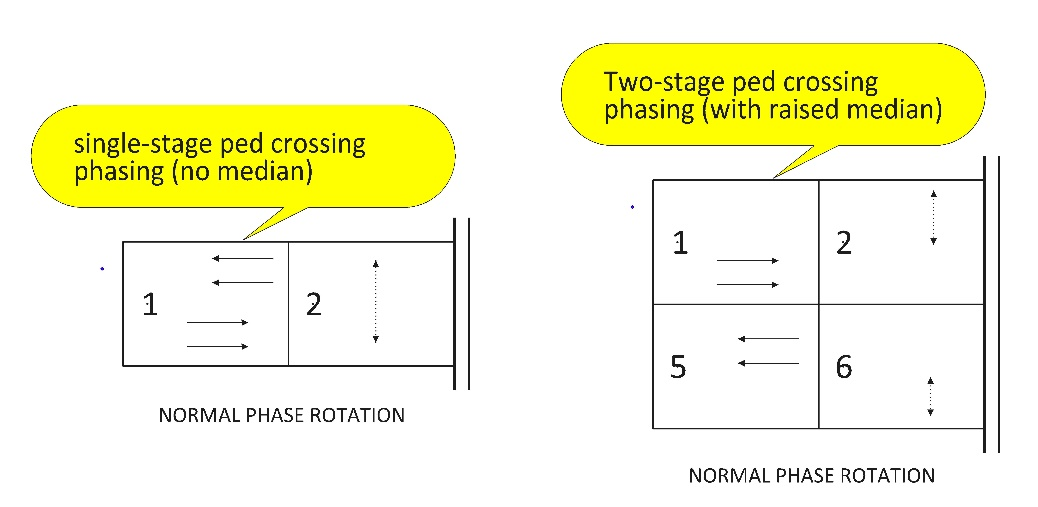 single-stage ped crossing
phasing (no median)
1
2
NORMAL PHASE ROTATION
Two-stage ped crossing
phasing (with raised median)
1
2
5
6
NORMAL PHASE ROTATION